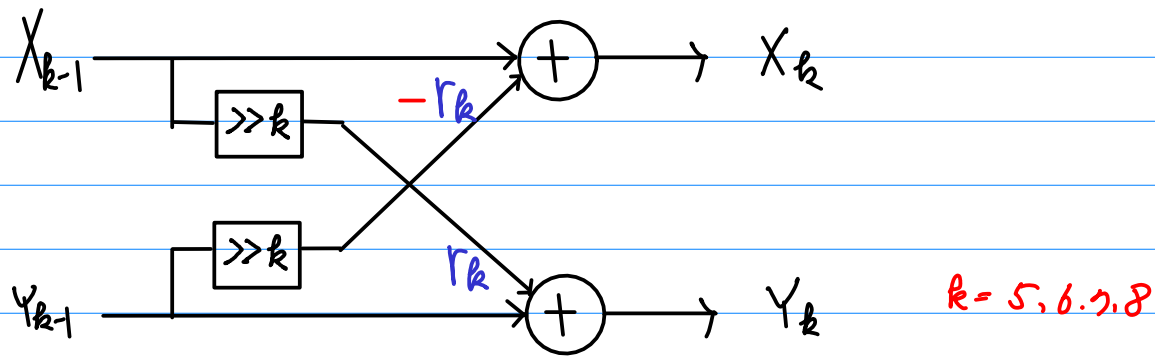 X_{k-1} + X_k
-r_k
>>k
>>k
r_k
Y_{k-1} + Y_k
k = 5, 6, 7, 8